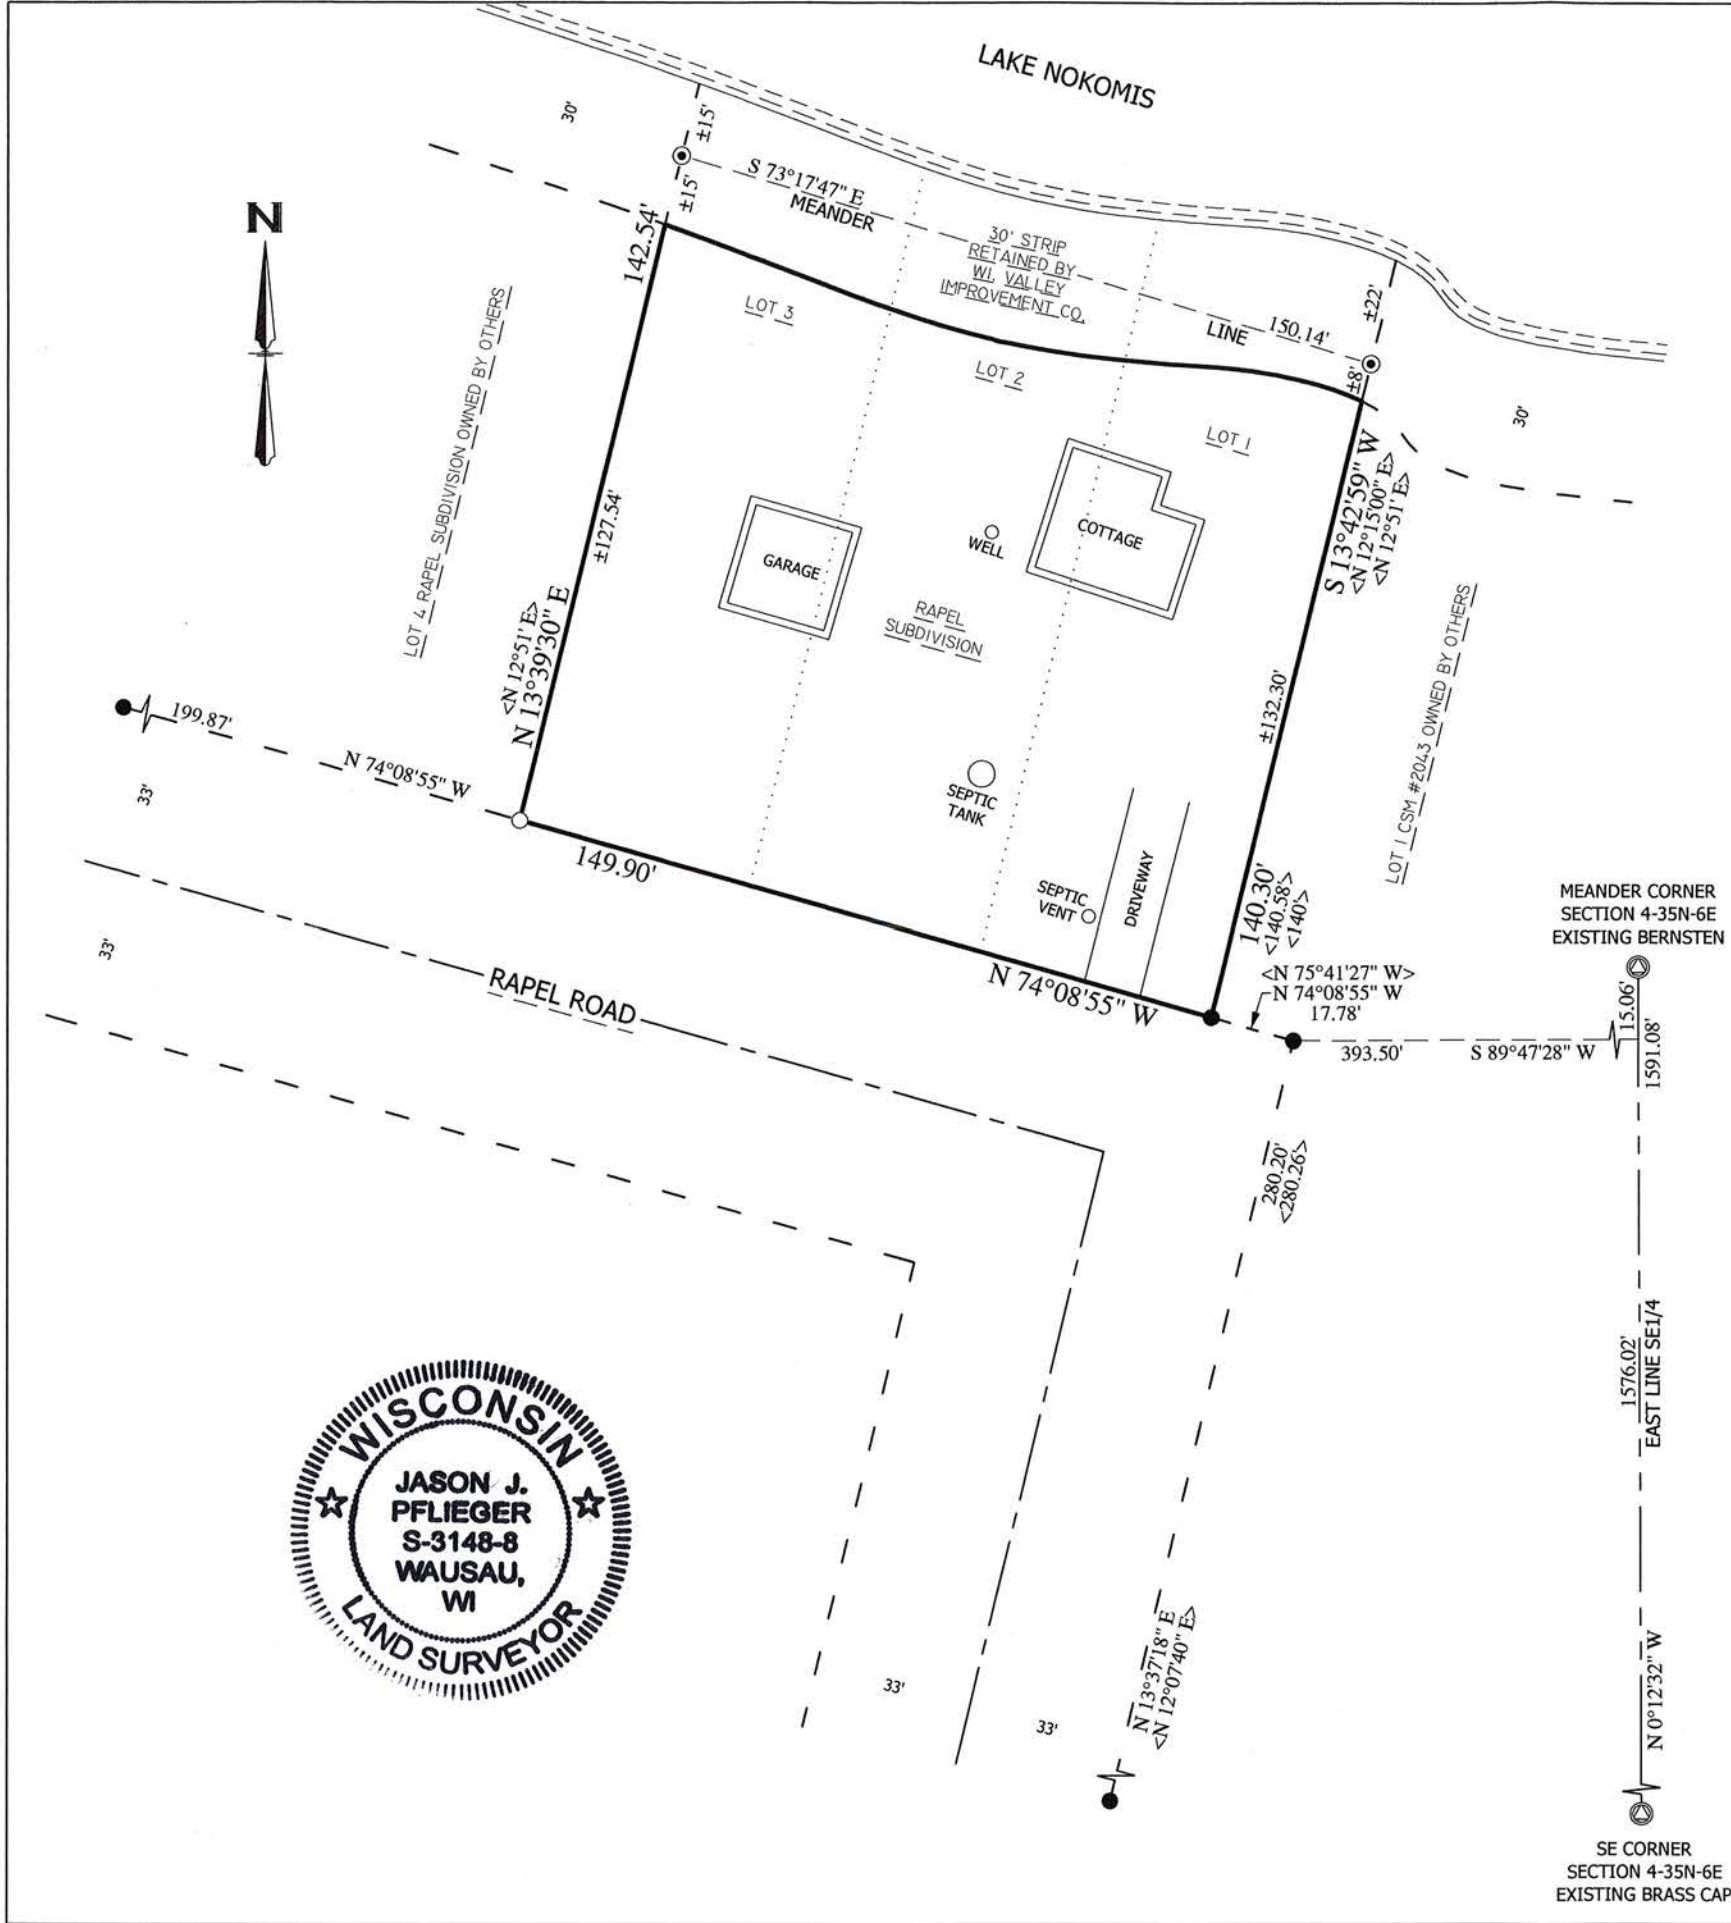 LAKE NOKOMIS
30'
±15'
±15'
S 73°17'47" E
MEANDER
30' STRIP
RETAINED BY
WI. VALLEY
IMPROVEMENT CO.
LINE
150.14'
±22'
±8'
30'
N
142.54'
LOT 3
LOT 2
LOT 1
LOT 4 RAPEL SUBDIVISION OWNED BY OTHERS
±127.54'
<N 12°51' E>
N 13°39'30" E
GARAGE
WELL
COTTAGE
RAPEL
SUBDIVISION
S 13°42'59" W
<N 12°15'00" E>
<N 12°51' E>
±132.30'
LOT 1 CSM #2043 OWNED BY OTHERS
199.87'
N 74°08'55" W
33'
33'
149.90'
SEPTIC
TANK
SEPTIC
VENT
DRIVEWAY
140.30'
<140.58'>
<140'>
N 74°08'55" W
<N 75°41'27" W>
N 74°08'55" W
17.78'
MEANDER CORNER
SECTION 4-35N-6E
EXISTING BERNSTEN
15.06'
1591.08'
393.50'
S 89°47'28" W
RAPEL ROAD
280.20'
<280.26'>
1576.02'
EAST LINE SE1/4
WISCONSIN
JASON J.
PFLIEGER
S-3148-8
WAUSAU,
WI
LAND SURVEYOR
33'
33'
N 13°37'18" E
<N 12°07'40" E>
N 0°12'32" W
SE CORNER
SECTION 4-35N-6E
EXISTING BRASS CAP